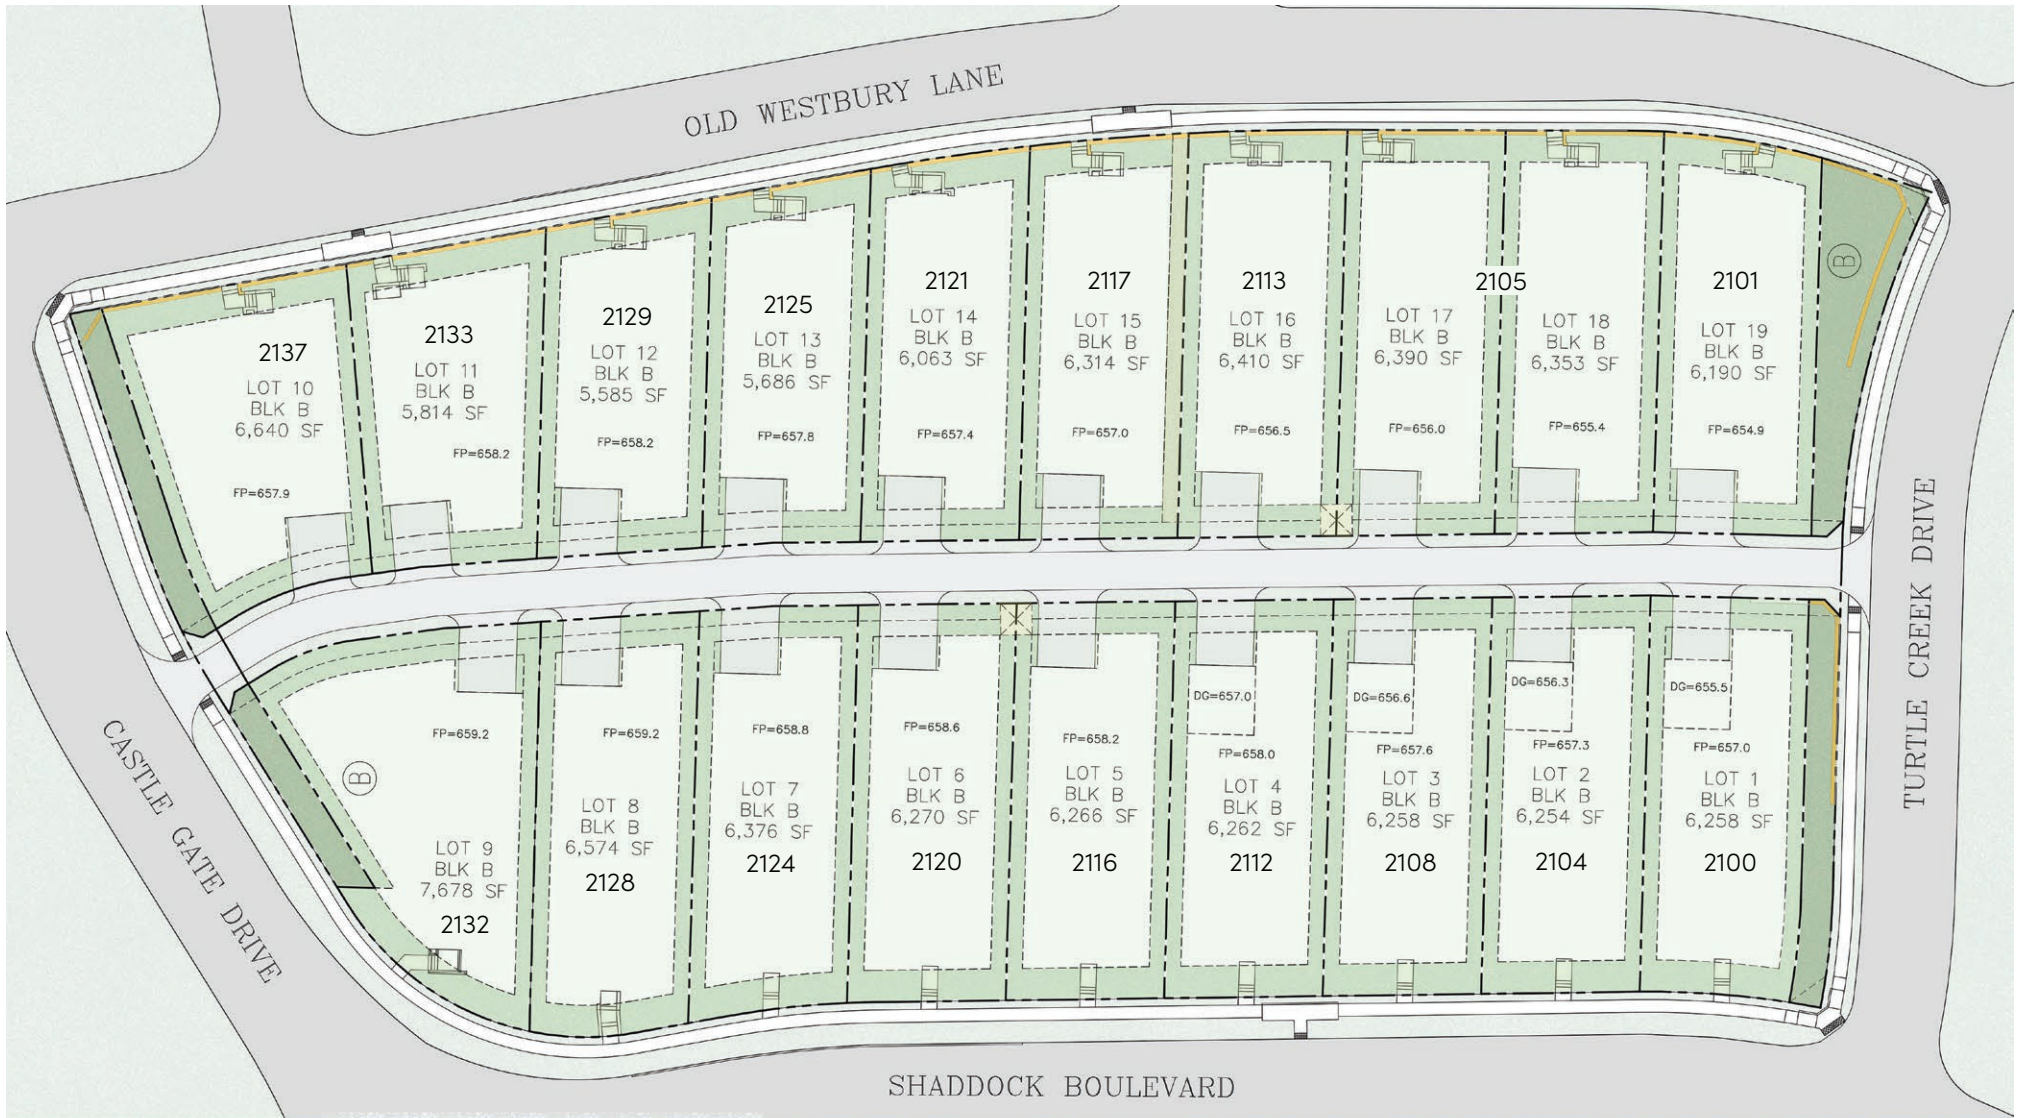 OLD WESTBURY LANE
2137
LOT 10
BLK B
6,640 SF
FP=657.9
2133
LOT 11
BLK B
5,814 SF
FP=658.2
2129
LOT 12
BLK B
5,585 SF
FP=658.2
2125
LOT 13
BLK B
5,686 SF
FP=657.8
2121
LOT 14
BLK B
6,063 SF
FP=657.4
2117
LOT 15
BLK B
6,314 SF
FP=657.0
2113
LOT 16
BLK B
6,410 SF
FP=656.5
2105
LOT 17
BLK B
6,390 SF
FP=656.0
LOT 18
BLK B
6,353 SF
FP=655.4
2101
LOT 19
BLK B
6,190 SF
FP=654.9
B
TURTLE CREEK DRIVE
CASTLE GATE DRIVE
B
FP=659.2
LOT 9
BLK B
7,678 SF
2132
FP=659.2
LOT 8
BLK B
6,574 SF
2128
FP=658.8
LOT 7
BLK B
6,376 SF
2124
FP=658.6
LOT 6
BLK B
6,270 SF
2120
FP=658.2
LOT 5
BLK B
6,266 SF
2116
DG=657.0
FP=658.0
LOT 4
BLK B
6,262 SF
2112
DG=656.6
FP=657.6
LOT 3
BLK B
6,258 SF
2108
DG=656.3
FP=657.3
LOT 2
BLK B
6,254 SF
2104
DG=655.5
FP=657.0
LOT 1
BLK B
6,258 SF
2100
SHADDOCK BOULEVARD